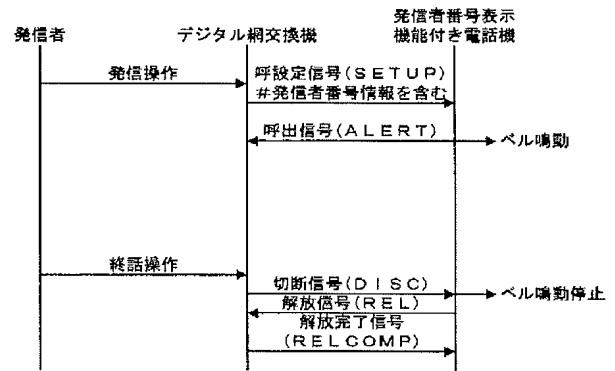 発信者
デジタル網交換機
発信者番号表示
機能付き電話機
発信操作
呼設定信号(SETUP)
#発信者番号情報を含む
呼出信号(ALERT)
ベル鳴動
終話操作
切断信号(DISC)
ベル鳴動停止
解放信号(REL)
解放完了信号
(RELCOMP)